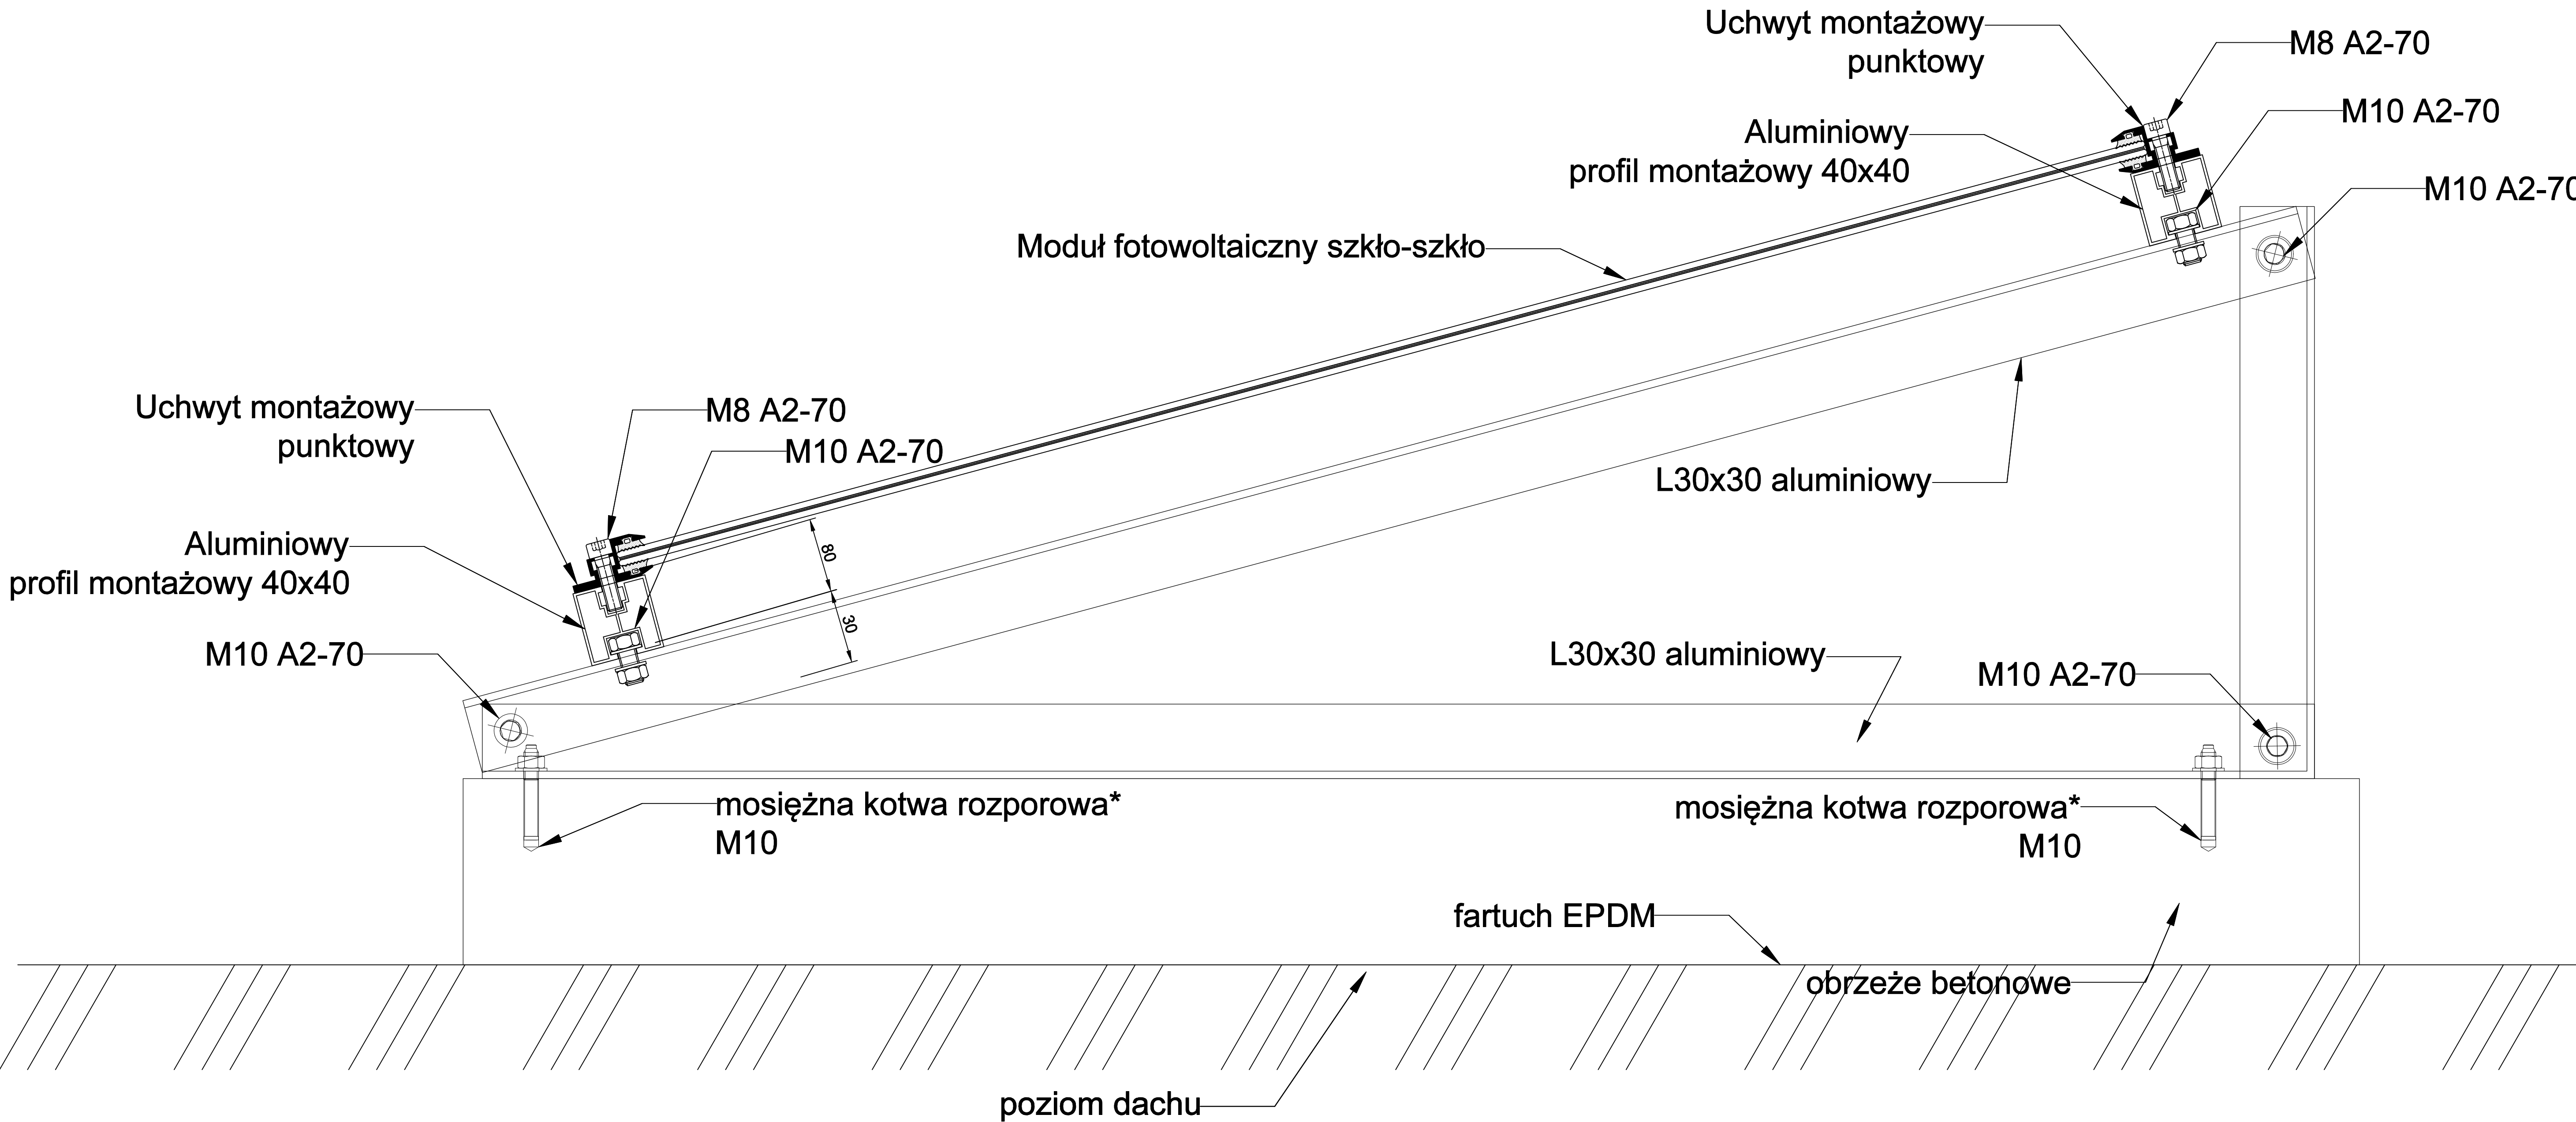 Uchwyt montażowy
punktowy
M8 A2-70
M10 A2-70
Aluminiowy
profil montażowy 40x40
M10 A2-70
Moduł fotowoltaiczny szkło-szkło
Uchwyt montażowy
punktowy
M8 A2-70
M10 A2-70
L30x30 aluminiowy
Aluminiowy
profil montażowy 40x40
80
30
M10 A2-70
L30x30 aluminiowy
M10 A2-70
mosiężna kotwa rozporowa*
M10
mosiężna kotwa rozporowa*
M10
fartuch EPDM
obrzeże betonowe
poziom dachu